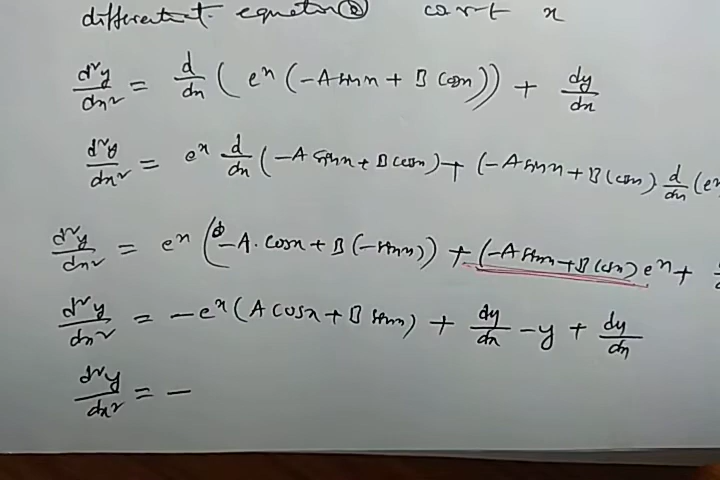 different. equation ② w.r.t x
d²y/dx² = d/dx ( eˣ (-A sinx + B cosx)) + dy/dx
d²y/dx² = eˣ d/dx (-A sinx + B cosx) + (-A sinx + B cosx) d/dx (eˣ
d²y/dx² = eˣ (-A. cosx + B (-sinx)) + (-A sinx + B cosx) eˣ +
d²y/dx² = -eˣ (A cosx + B sinx) + dy/dx - y + dy/dx
d²y/dx² = -